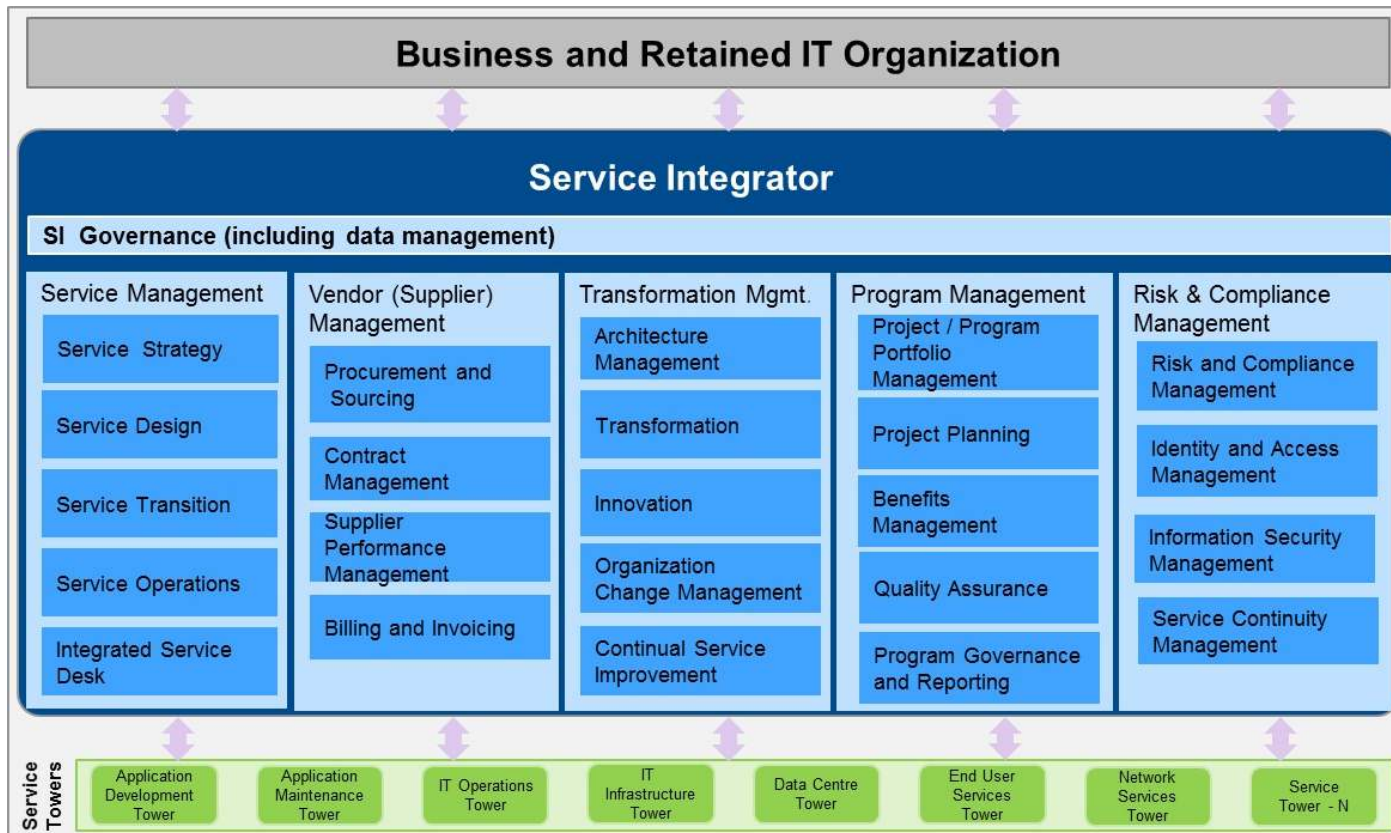 Business and Retained IT Organization
Service Integrator
SI Governance (including data management)
Service Management
Service Strategy
Service Design
Service Transition
Service Operations
Integrated Service
Desk
Vendor (Supplier)
Management
Procurement and
Sourcing
Contract
Management
Supplier
Performance
Management
Billing and Invoicing
Transformation Mgmt.
Architecture
Management
Transformation
Innovation
Organization
Change Management
Continual Service
Improvement
Program Management
Project / Program
Portfolio
Management
Project Planning
Benefits
Management
Quality Assurance
Program Governance
and Reporting
Risk & Compliance
Management
Risk and Compliance
Management
Identity and Access
Management
Information Security
Management
Service Continuity
Management
Service
Towers
Application
Development
Tower
Application
Maintenance
Tower
IT Operations
Tower
IT
Infrastructure
Tower
Data Centre
Tower
End User
Services
Tower
Network
Services
Tower
Service
Tower - N